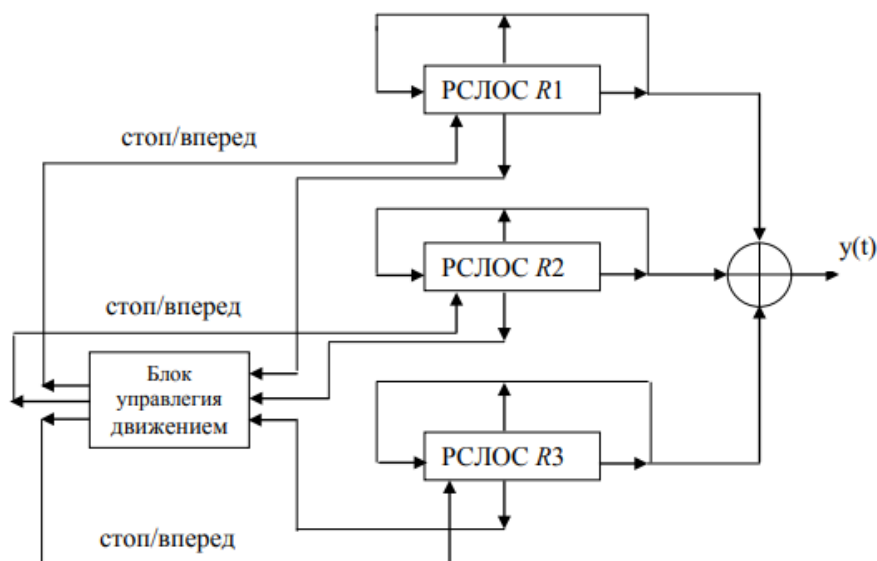 РСЛОС R1
стоп/вперед
y(t)
РСЛОС R2
стоп/вперед
Блок
управлегия
движением
РСЛОС R3
стоп/вперед